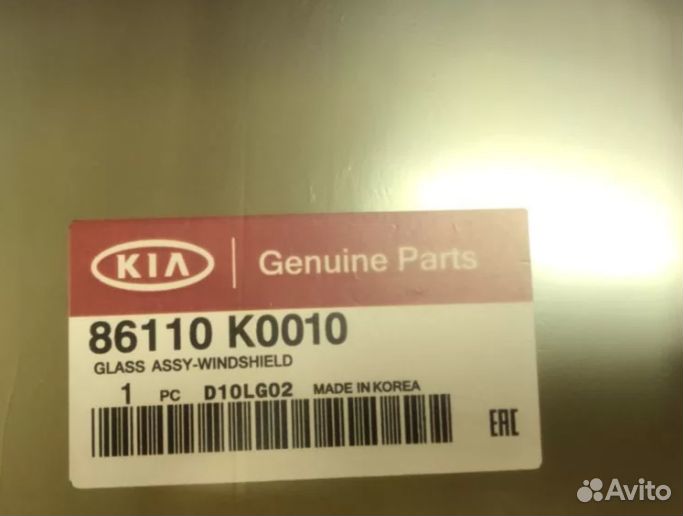 KIA Genuine Parts
86110 K0010
GLASS ASSY-WINDSHIELD
1 PC D10LG02 MADE IN KOREA
EAC
Avito